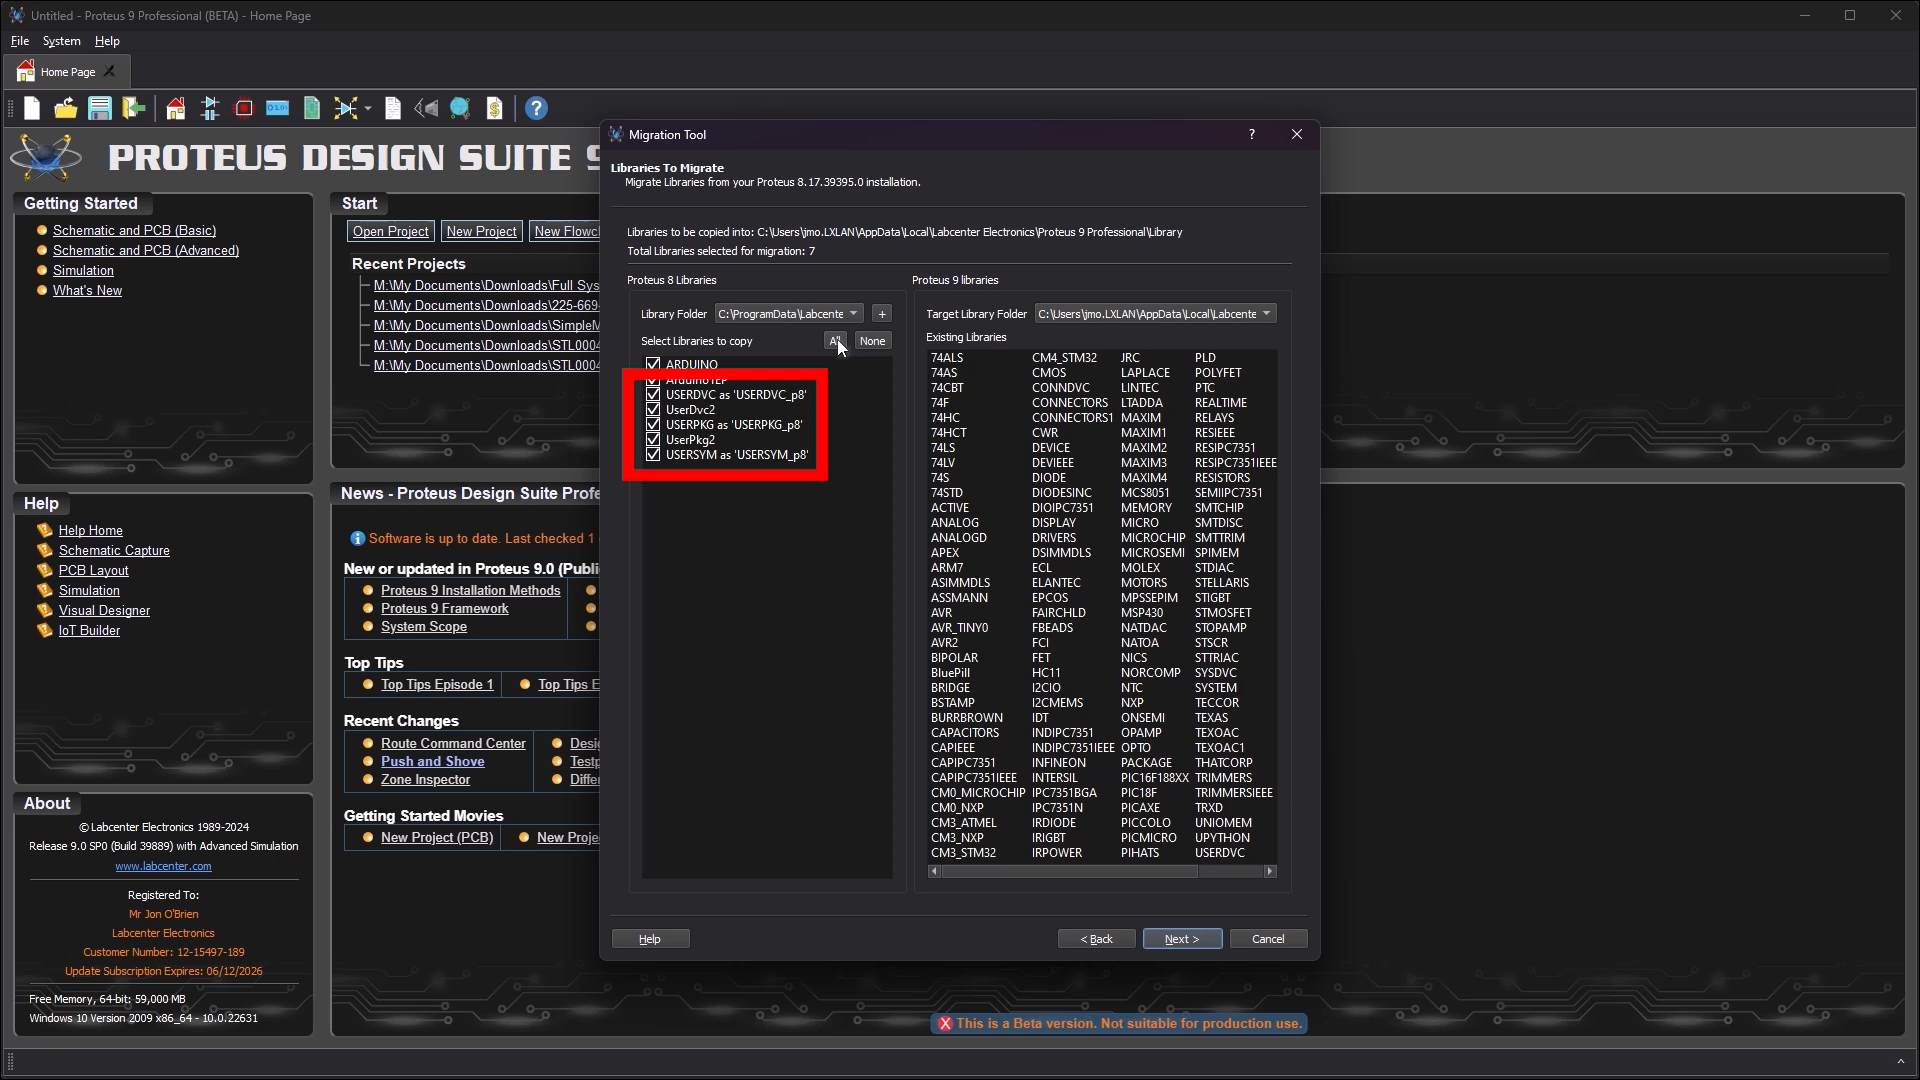 Untitled - Proteus 9 Professional (BETA) - Home Page
File System Help
Home Page
PROTEUS DESIGN SUITE
Getting Started
Schematic and PCB (Basic)
Schematic and PCB (Advanced)
Simulation
What's New
Start
Open Project New Project New Flowc
Recent Projects
M:\My Documents\Downloads\Full Sys
M:\My Documents\Downloads\225-669-
M:\My Documents\Downloads\SimpleM
M:\My Documents\Downloads\STL0004
M:\My Documents\Downloads\STL0004
Help
Help Home
Schematic Capture
PCB Layout
Simulation
Visual Designer
IoT Builder
News - Proteus Design Suite Profe
Software is up to date. Last checked 1
New or updated in Proteus 9.0 (Publi
Proteus 9 Installation Methods
Proteus 9 Framework
System Scope
Top Tips
Top Tips Episode 1 Top Tips E
Recent Changes
Route Command Center Desig
Push and Shove Testp
Zone Inspector Differ
Getting Started Movies
New Project (PCB) New Proje
About
© Labcenter Electronics 1989-2024
Release 9.0 SP0 (Build 39889) with Advanced Simulation
www.labcenter.com
Registered To:
Mr Jon O'Brien
Labcenter Electronics
Customer Number: 12-15497-189
Update Subscription Expires: 06/12/2026
Free Memory, 64-bit: 59,000 MB
Windows 10 Version 2009 x86_64 - 10.0.22631
Migration Tool
?
Libraries To Migrate
Migrate Libraries from your Proteus 8.17.39395.0 installation.
Libraries to be copied into: C:\Users\jmo.LXLAN\AppData\Local\Labcenter Electronics\Proteus 9 Professional\Library
Total Libraries selected for migration: 7
Proteus 8 Libraries
Library Folder C:\ProgramData\Labcente +
Select Libraries to copy None
ARDUINO
USERDVC as 'USERDVC_p8'
UserDvc2
USERPKG as 'USERPKG_p8'
UserPkg2
USERSYM as 'USERSYM_p8'
Proteus 9 libraries
Target Library Folder C:\Users\jmo.LXLAN\AppData\Local\Labcente
Existing Libraries
74ALS CM4_STM32 JRC PLD
74AS CMOS LAPLACE POLYFET
74CBT CONNDVC LINTEC PTC
74F CONNECTORS LTADDA REALTIME
74HC CONNECTORS1 MAXIM RELAYS
74HCT CWR MAXIM1 RESIEEE
74LS DEVICE MAXIM2 RESIPC7351
74LV DEVIEEE MAXIM3 RESIPC7351IEEE
74S DIODE MAXIM4 RESISTORS
74STD DIODESINC MCS8051 SEMIIPC7351
ACTIVE DIOIPC7351 MEMORY SMTCHIP
ANALOG DISPLAY MICRO SMTDISC
ANALOGD DRIVERS MICROCHIP SMTTRIM
APEX DSIMMDLS MICROSEMI SPIMEM
ARM7 ECL MOLEX STDIAC
ASIMMDLS ELANTEC MOTORS STELLARIS
ASSMANN EPCOS MPSSEPIM STIGBT
AVR FAIRCHLD MSP430 STMOSFET
AVR_TINY0 FBEADS NATDAC STOPAMP
AVR2 FCI NATOA STSCR
BIPOLAR FET NICS STTRIAC
BluePill HC11 NORCOMP SYSDVC
BRIDGE I2CIO NTC SYSTEM
BSTAMP I2CMEMS NXP TECCOR
BURRBROWN IDT ONSEMI TEXAS
CAPACITORS INDIPC7351 OPAMP TEXOAC
CAPIEEE INDIPC7351IEEE OPTO TEXOAC1
CAPIPC7351 INFINEON PACKAGE THATCORP
CAPIPC7351IEEE INTERSIL PIC16F188XX TRIMMERS
CM0_MICROCHIP IPC7351BGA PIC18F TRIMMERSIEEE
CM0_NXP IPC7351N PICAXE TRXD
CM3_ATMEL IRDIODE PICCOLO UNIOMEM
CM3_NXP IRIGBT PICMICRO UPYTHON
CM3_STM32 IRPOWER PIHATS USERDVC
Help < Back Next > Cancel
This is a Beta version. Not suitable for production use.